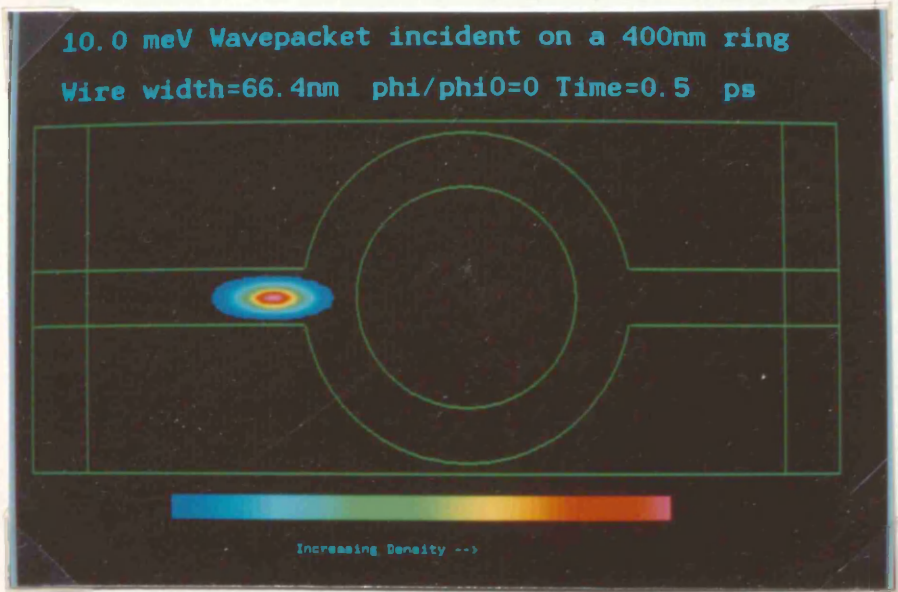 10.0 meV Wavepacket incident on a 400nm ring
Wire width=66.4nm phi/phi0=0 Time=0.5 ps
Increasing Density -->